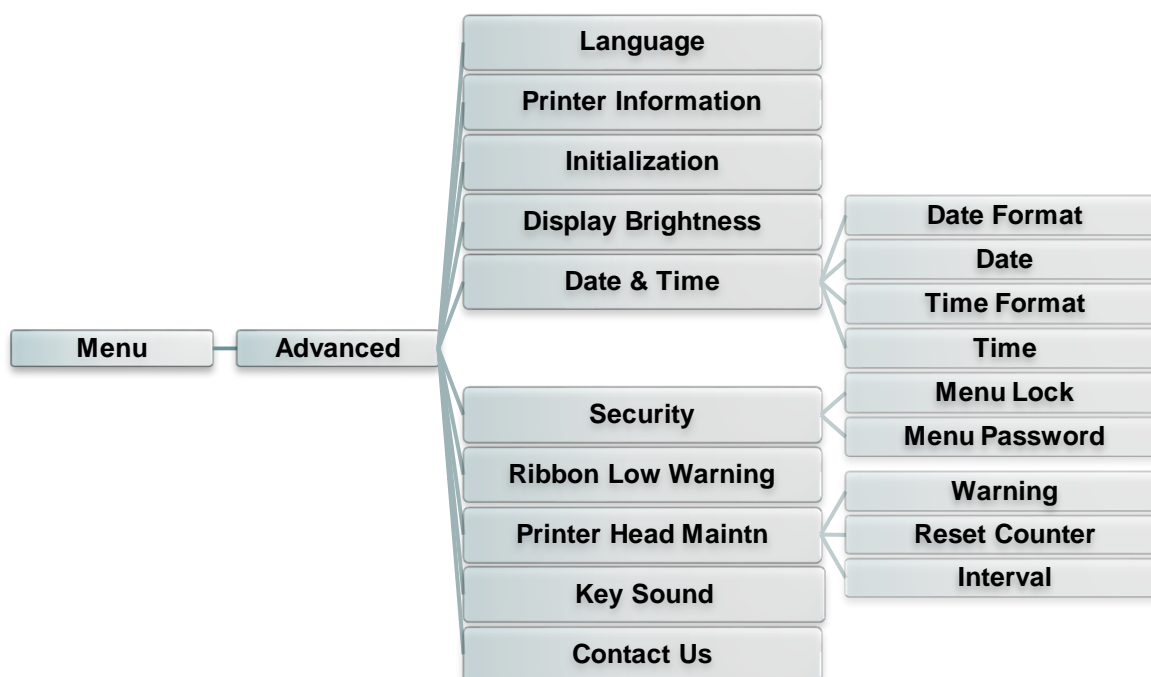 Language
Printer Information
Initialization
Display Brightness
Date Format
Date & Time
Date
Time Format
Menu
Advanced
Time
Security
Menu Lock
Menu Password
Ribbon Low Warning
Warning
Printer Head Maintn
Reset Counter
Interval
Key Sound
Contact Us